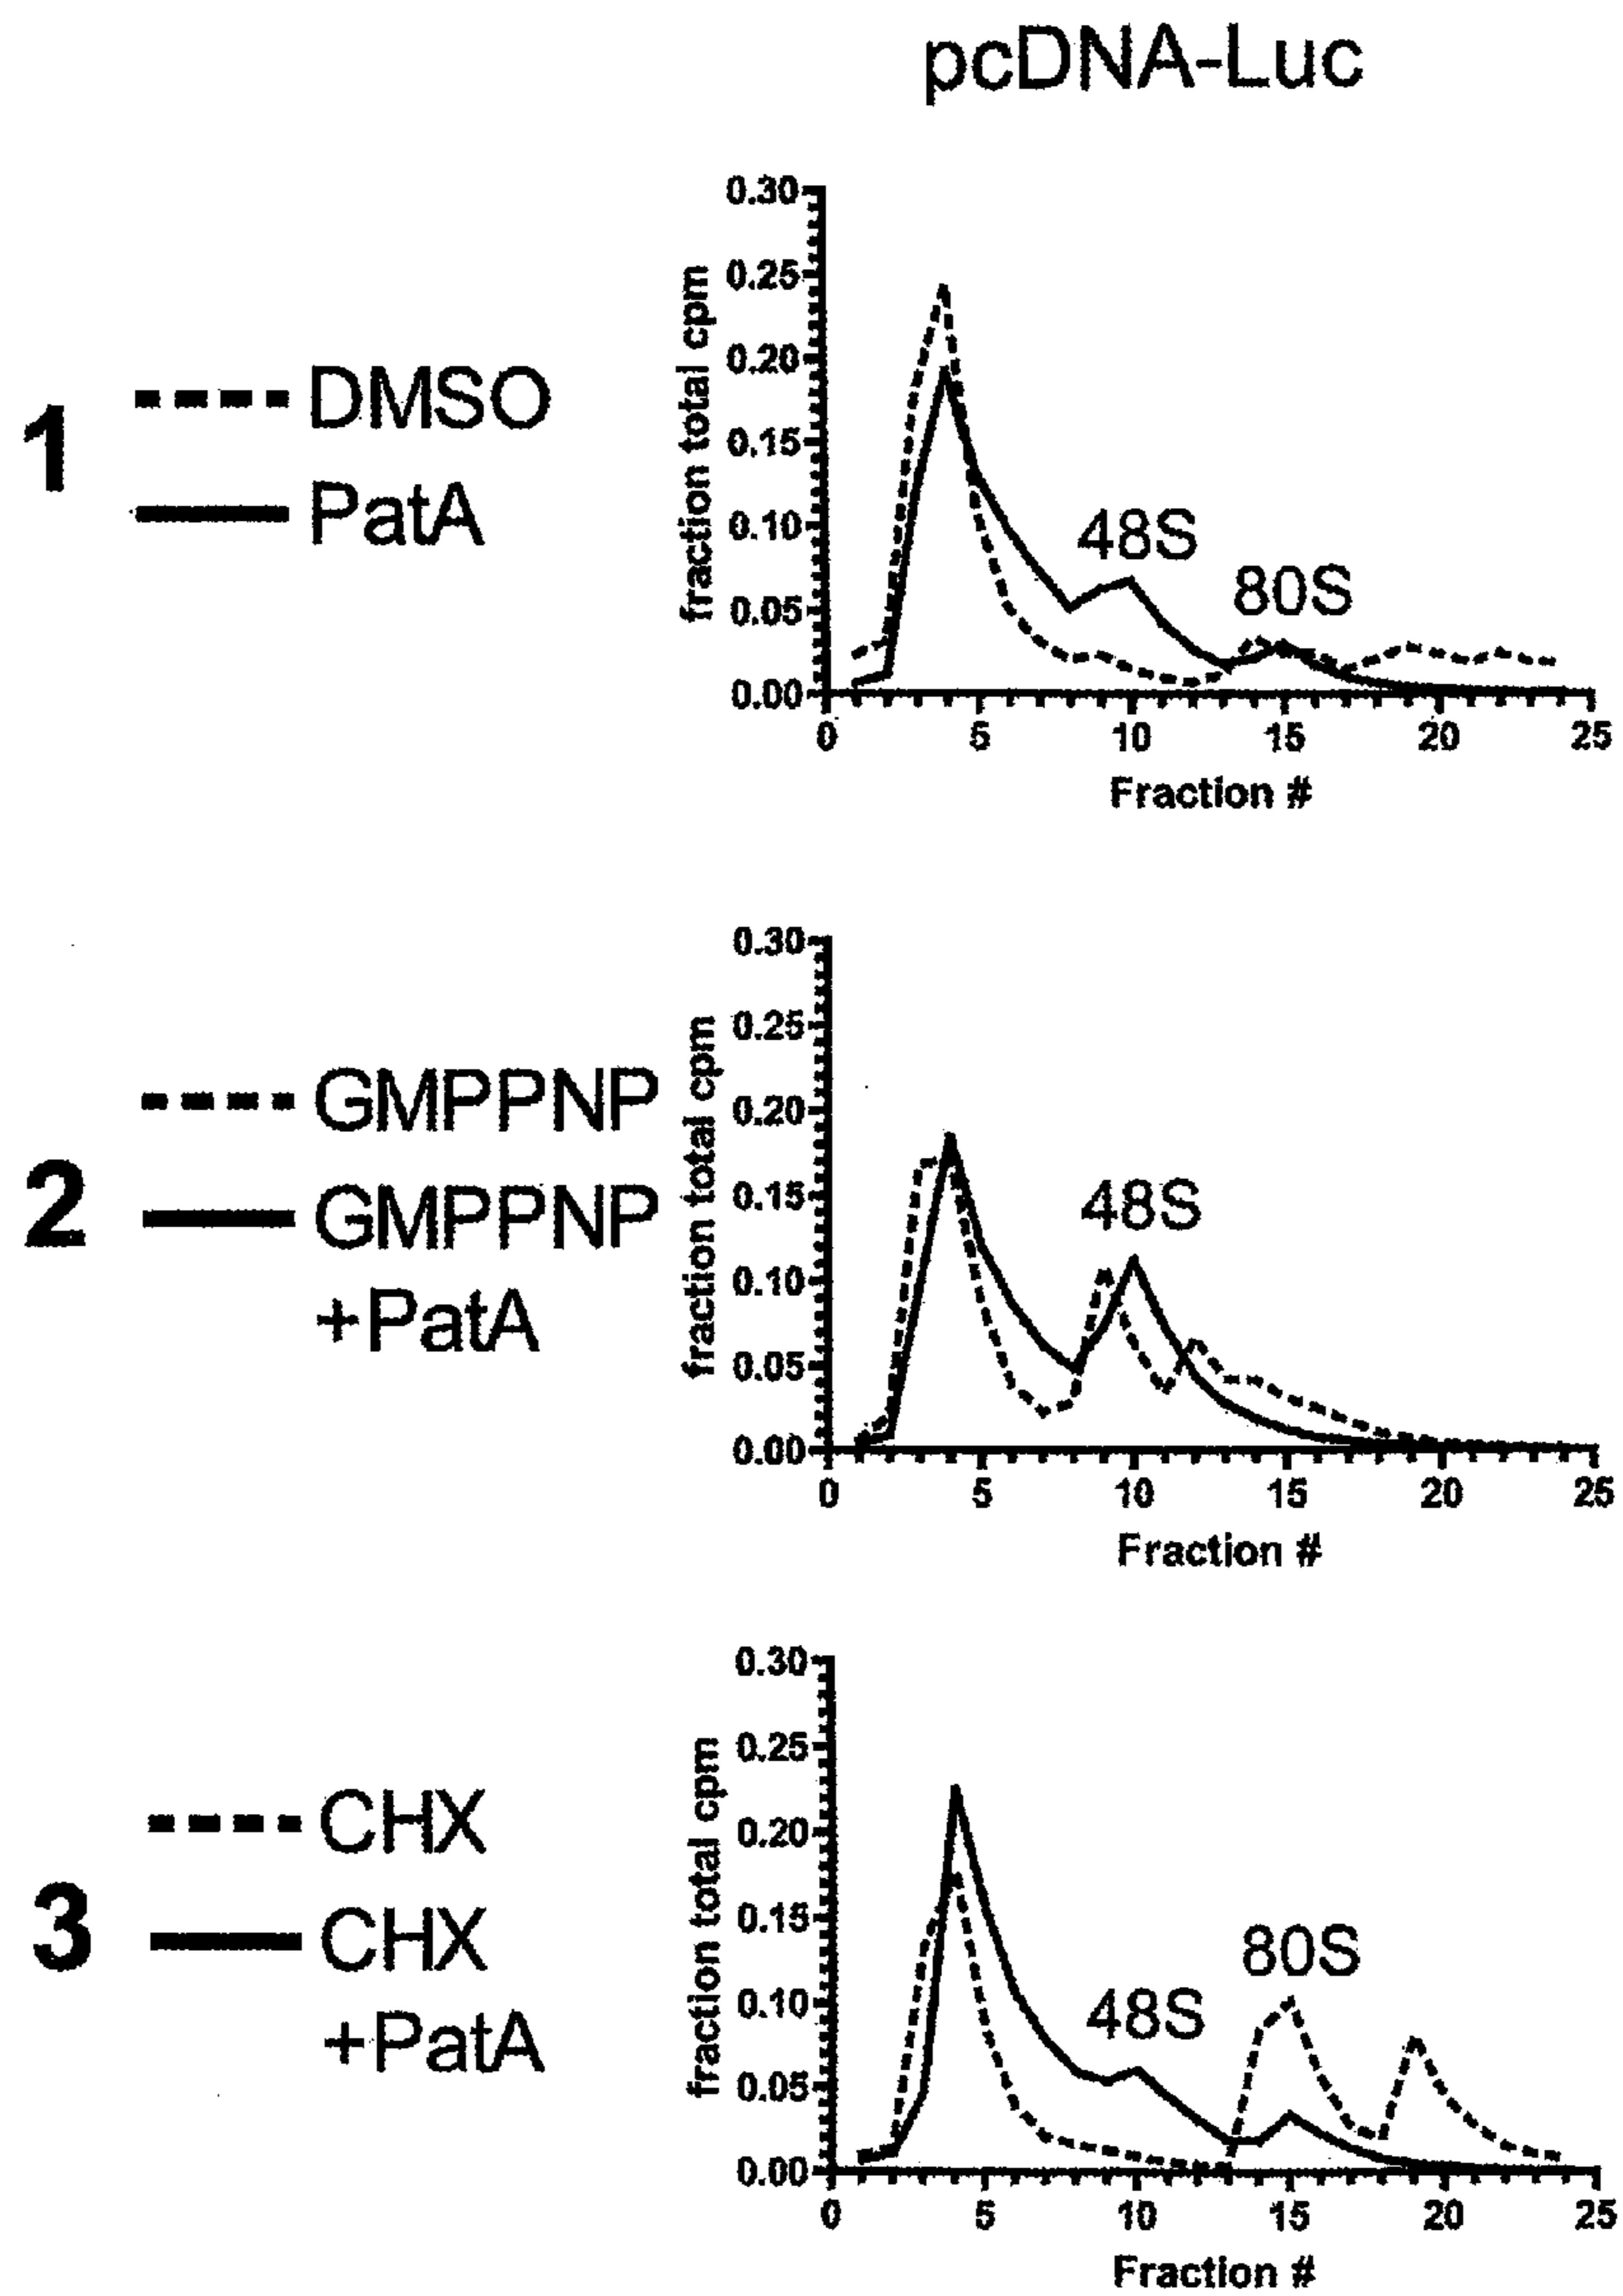 pcDNA-Luc
1
DMSO
PatA
fraction total cpm
0.30
0.25
0.20
0.15
0.10
0.05
0.00
48S
80S
0 5 10 15 20 25
Fraction #
2
GMPPNP
GMPPNP
+PatA
fraction total cpm
0.30
0.25
0.20
0.15
0.10
0.05
0.00
48S
0 5 10 15 20 25
Fraction #
3
CHX
CHX
+PatA
fraction total cpm
0.30
0.25
0.20
0.15
0.10
0.05
0.00
48S
80S
0 5 10 15 20 25
Fraction #